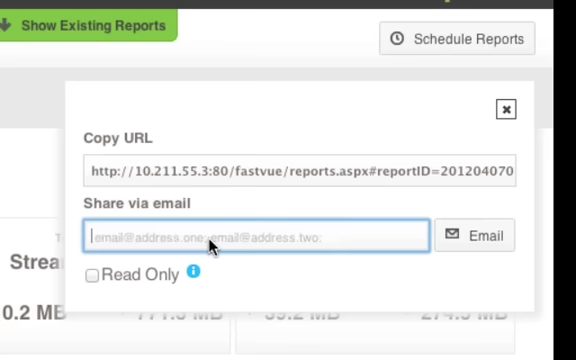 Show Existing Reports
Schedule Reports
Copy URL
http://10.211.55.3:80/fastvue/reports.aspx#reportID=201204070
Share via email
email@address.one; email@address.two;
Email
Read Only
Strea
0.2 MB